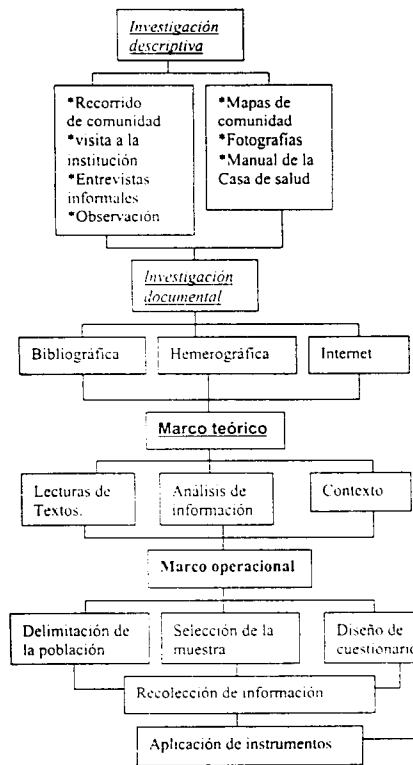 Investigación
descriptiva
*Recorrido
de comunidad
*visita a la
institución
*Entrevistas
informales
*Observación
*Mapas de
comunidad
*Fotografías
*Manual de la
Casa de salud
Investigación
documental
Bibliográfica
Hemerográfica
Internet
Marco teórico
Lecturas de
Textos.
Análisis de
información
Contexto
Marco operacional
Delimitación de
la población
Selección de la
muestra
Diseño de
cuestionario
Recolección de información
Aplicación de instrumentos